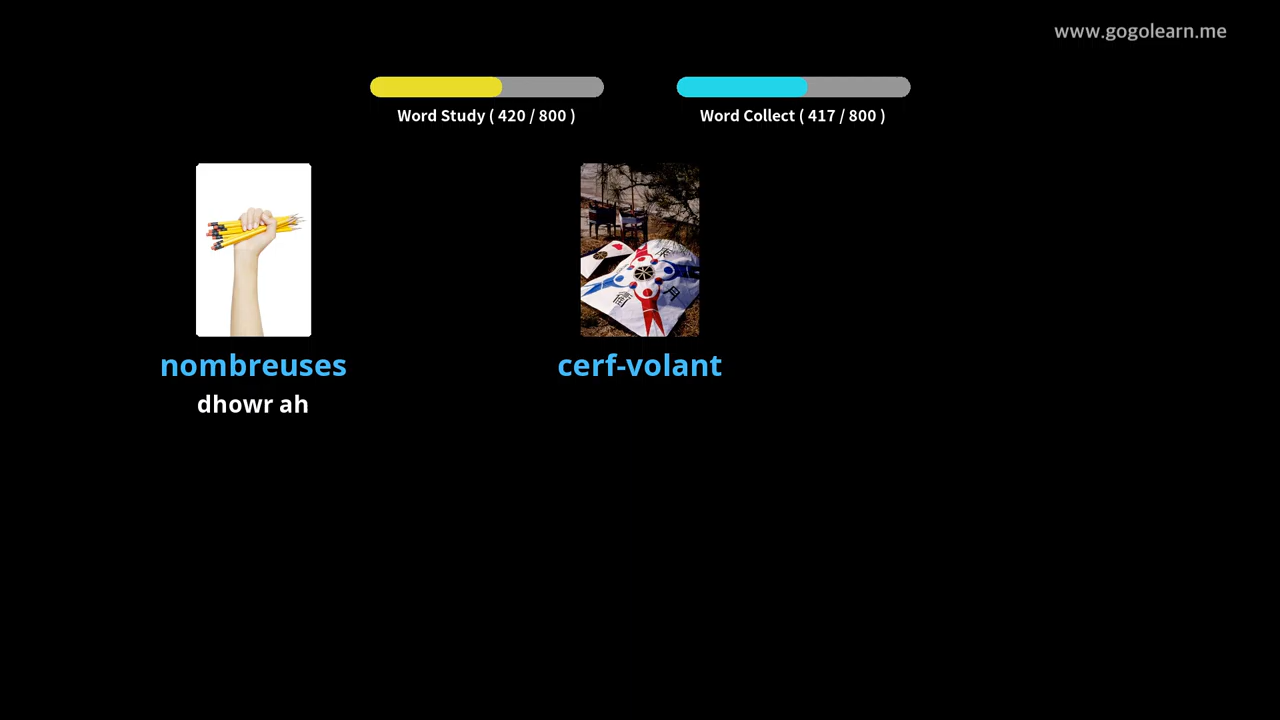 www.gogolearn.me
Word Study ( 420 / 800 )
Word Collect ( 417 / 800 )
nombreuses
dhowr ah
cerf-volant